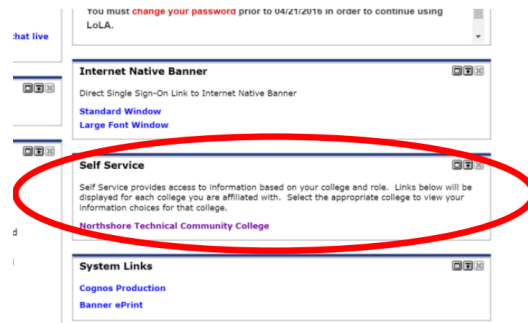 You must change your password prior to 04/21/2016 in order to continue using
LoLA.
hat live
Internet Native Banner
Direct Single Sign-On Link to Internet Native Banner
Standard Window
Large Font Window
Self Service
Self Service provides access to information based on your college and role. Links below will be
displayed for each college you are affiliated with. Select the appropriate college to view your
information choices for that college.
Northshore Technical Community College
d
System Links
Cognos Production
Banner ePrint